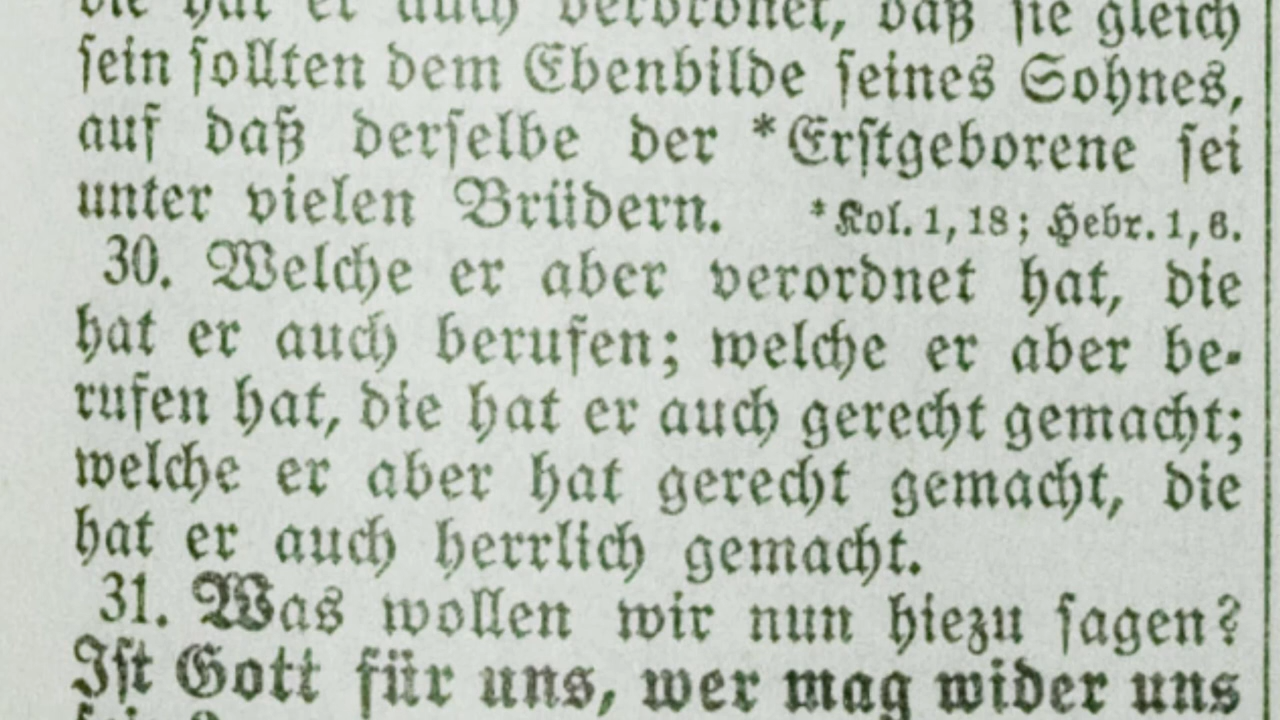 die hat er auch verordnet, daß sie gleich
sein sollten dem Ebenbilde seines Sohnes,
auf daß derselbe der *Erstgeborene sei
unter vielen Brüdern. *Kol. 1, 18; Hebr. 1, 6.
30. Welche er aber verordnet hat, die
hat er auch berufen; welche er aber be-
rufen hat, die hat er auch gerecht gemacht;
welche er aber hat gerecht gemacht, die
hat er auch herrlich gemacht.
31. Was wollen wir nun hiezu sagen?
Ist Gott für uns, wer mag wider uns
sein?